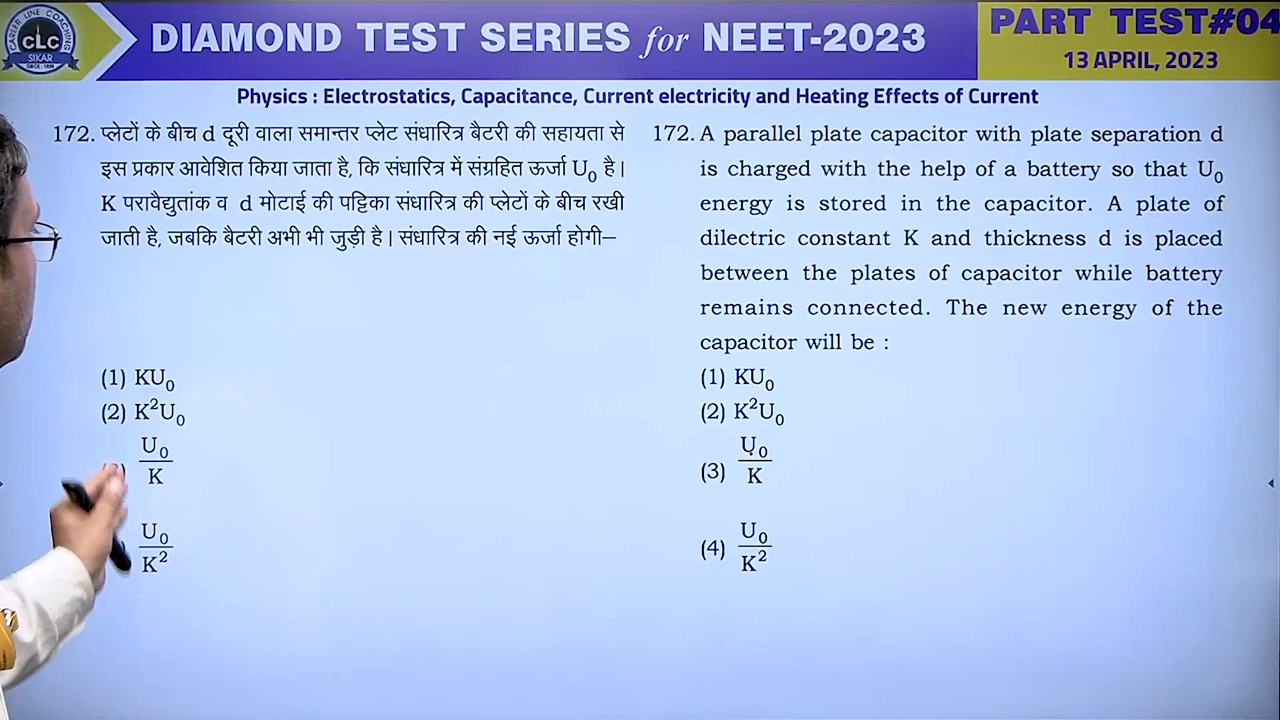 CAREER LINE COACHING
CLC
SIKAR
SINCE : 1996
DIAMOND TEST SERIES for NEET-2023
PART TEST#04
13 APRIL, 2023
Physics : Electrostatics, Capacitance, Current electricity and Heating Effects of Current
172. प्लेटों के बीच d दूरी वाला समान्तर प्लेट संधारित्र बैटरी की सहायता से
इस प्रकार आवेशित किया जाता है, कि संधारित्र में संग्रहित ऊर्जा U₀ है।
K परावैद्युतांक व d मोटाई की पट्टिका संधारित्र की प्लेटों के बीच रखी
जाती है, जबकि बैटरी अभी भी जुड़ी है। संधारित्र की नई ऊर्जा होगी–
(1) KU₀
(2) K²U₀
U₀
K
U₀
K²
172. A parallel plate capacitor with plate separation d
is charged with the help of a battery so that U₀
energy is stored in the capacitor. A plate of
dilectric constant K and thickness d is placed
between the plates of capacitor while battery
remains connected. The new energy of the
capacitor will be :
(1) KU₀
(2) K²U₀
(3) U₀/K
(4) U₀/K²